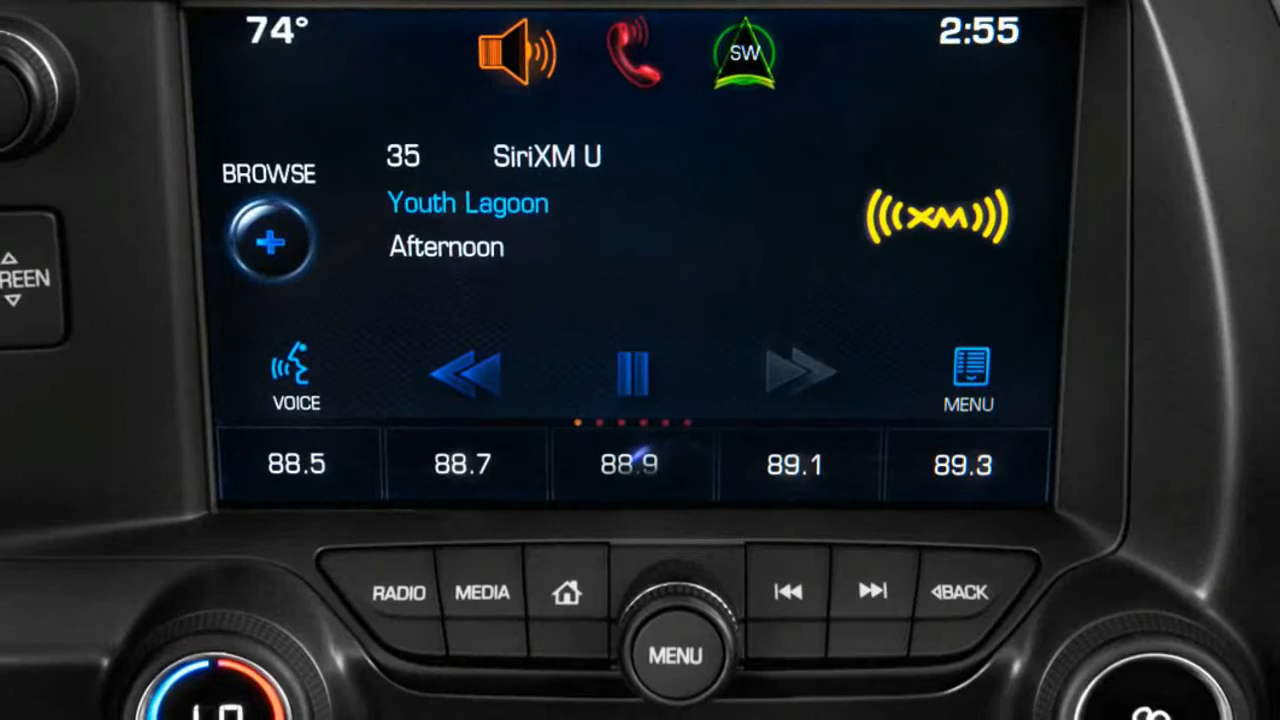 74°
SW
2:55
35 SiriXM U
BROWSE
Youth Lagoon
XM
Afternoon
REEN
VOICE
MENU
88.5 88.7 88.9 89.1 89.3
RADIO MEDIA BACK
MENU
LO